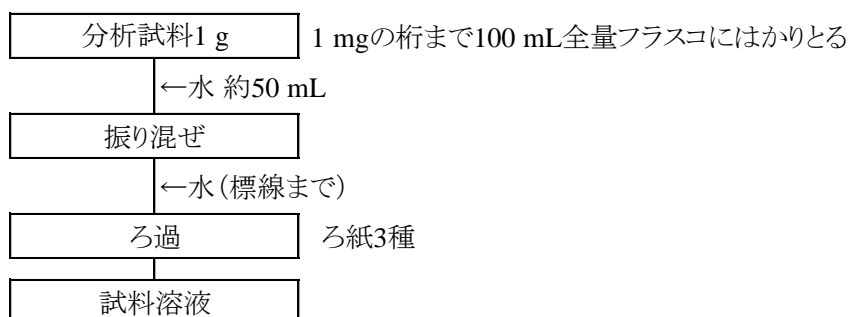 分析試料1 g　1 mgの桁まで100 mL全量フラスコにはかりとる
←水 約50 mL
振り混ぜ
←水（標線まで）
ろ過　ろ紙3種
試料溶液